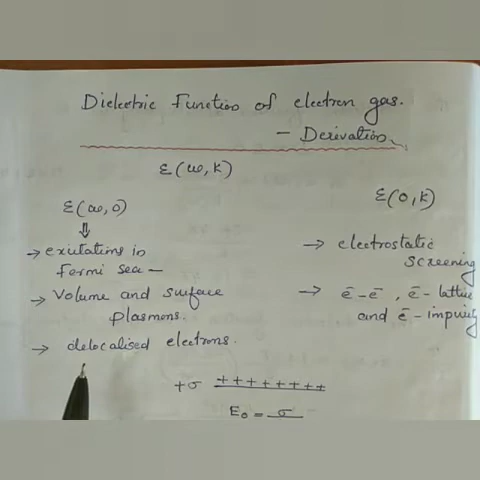 Dielectric Function of electron gas.
- Derivation
ε(ω, k)
ε(ω, 0)
⇓
→ exutations in
Fermi sea -
→ Volume and surface
plasmons.
→ delocalised electrons.
ε(0, k)
→ electrostatic
screening
→ e̅-e̅, e̅-lattice
and e̅-impurity
+σ ++++++++
E₀ = σ